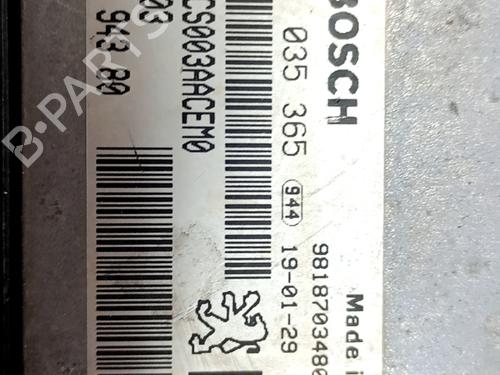 BOSCH
Made i
035 365 944 19-01-29
9818703480
CS003AACEM0
03
943 80
B-PARTS